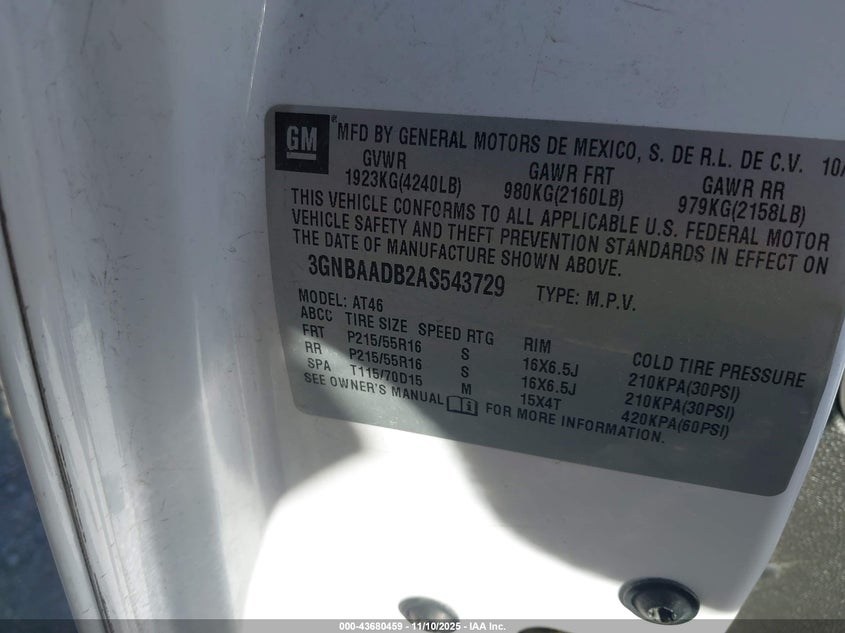 GM ® MFD BY GENERAL MOTORS DE MEXICO, S. DE R.L. DE C.V. 10/
GVWR GAWR FRT GAWR RR
1923KG(4240LB) 980KG(2160LB) 979KG(2158LB)
THIS VEHICLE CONFORMS TO ALL APPLICABLE U.S. FEDERAL MOTOR
VEHICLE SAFETY AND THEFT PREVENTION STANDARDS IN EFFECT ON
THE DATE OF MANUFACTURE SHOWN ABOVE.
3GNBAADB2AS543729 TYPE: M.P.V.
MODEL: AT46
ABCC TIRE SIZE SPEED RTG RIM COLD TIRE PRESSURE
FRT P215/55R16 S 16X6.5J 210KPA(30PSI)
RR P215/55R16 S 16X6.5J 210KPA(30PSI)
SPA T115/70D15 M 15X4T 420KPA(60PSI)
SEE OWNER'S MANUAL FOR MORE INFORMATION.
000-43680459 - 11/10/2025 - IAA Inc.